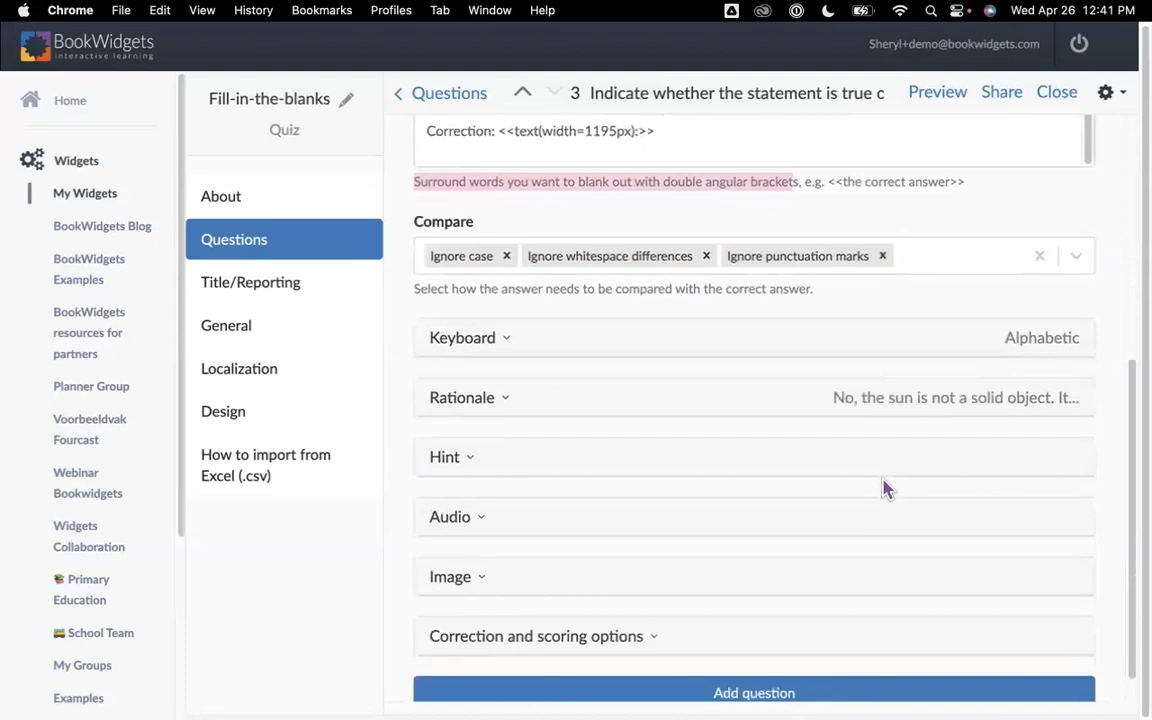 Chrome File Edit View History Bookmarks Profiles Tab Window Help Wed Apr 26 12:41 PM
BookWidgets
interactive learning
Sheryl+demo@bookwidgets.com
Home
Widgets
My Widgets
BookWidgets Blog
BookWidgets
Examples
BookWidgets
resources for
partners
Planner Group
Voorbeeldvak
Fourcast
Webinar
Bookwidgets
Widgets
Collaboration
Primary
Education
School Team
My Groups
Examples
Fill-in-the-blanks
Quiz
About
Questions
Title/Reporting
General
Localization
Design
How to import from
Excel (.csv)
Questions 3 Indicate whether the statement is true c Preview Share Close
Correction: <<text(width=1195px):>>
Surround words you want to blank out with double angular brackets, e.g. <<the correct answer>>
Compare
Ignore case × Ignore whitespace differences × Ignore punctuation marks ×
Select how the answer needs to be compared with the correct answer.
Keyboard Alphabetic
Rationale No, the sun is not a solid object. It...
Hint
Audio
Image
Correction and scoring options
Add question